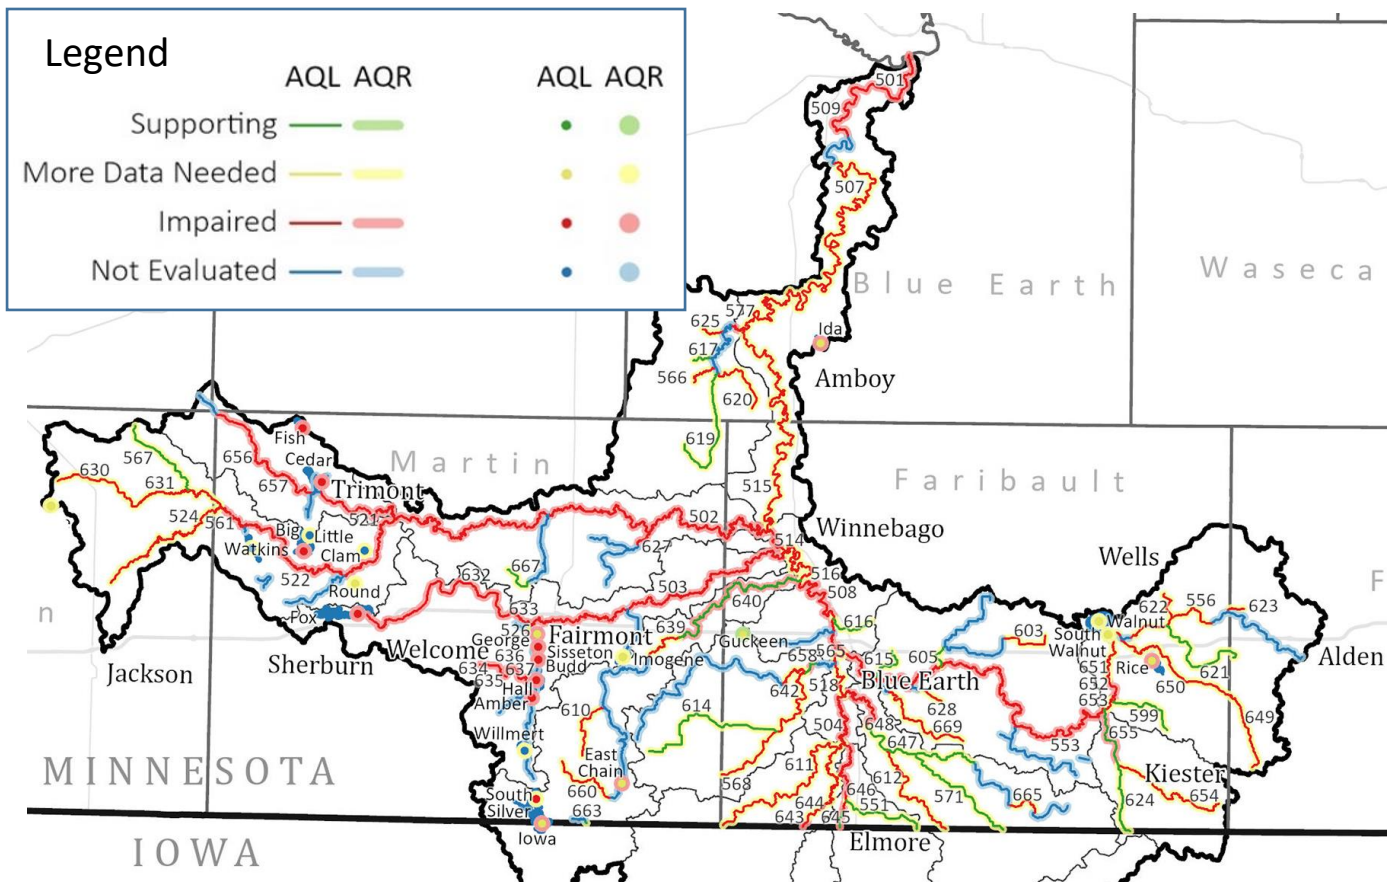 Legend
AQL AQR AQL AQR
Supporting
More Data Needed
Impaired
Not Evaluated
501
509
507
Blue Earth
Waseca
577
625
Ida
617
566
Amboy
620
619
Fish
567
656
Cedar
Martin
Faribault
630
631
657
Trimont
515
524
561
521
502
Winnebago
Big
Little
Watkins
Clam
627
514
Wells
667
516
522
632
503
508
n
Round
640
622
556
623
F
Fox
633
639
616
Walnut
526
Fairmont
Guckeen
603
South
Walnut
George
Sisseton
Welcome
636
Budd
Imogene
658
565
615
605
Alden
Jackson
Sherburn
634
637
651
Rice
621
635
Hall
642
518
Blue Earth
652
650
Amber
610
614
628
653
599
649
Willmert
504
648
669
655
647
553
MINNESOTA
East
Chain
568
611
612
Kiester
South
Silver
660
644
646
571
665
654
663
643
645
551
624
Iowa
Elmore
IOWA